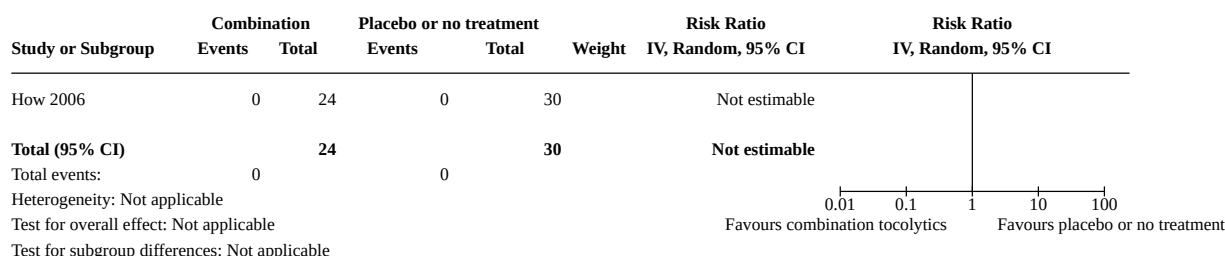 Combination Placebo or no treatment Risk Ratio Risk Ratio
Study or Subgroup Events Total Events Total Weight IV, Random, 95% CI IV, Random, 95% CI
How 2006 0 24 0 30 Not estimable
Total (95% CI) 24 30 Not estimable
Total events: 0 0
Heterogeneity: Not applicable
0.01 0.1 1 10 100
Test for overall effect: Not applicable Favours combination tocolytics Favours placebo or no treatment
Test for subgroup differences: Not applicable